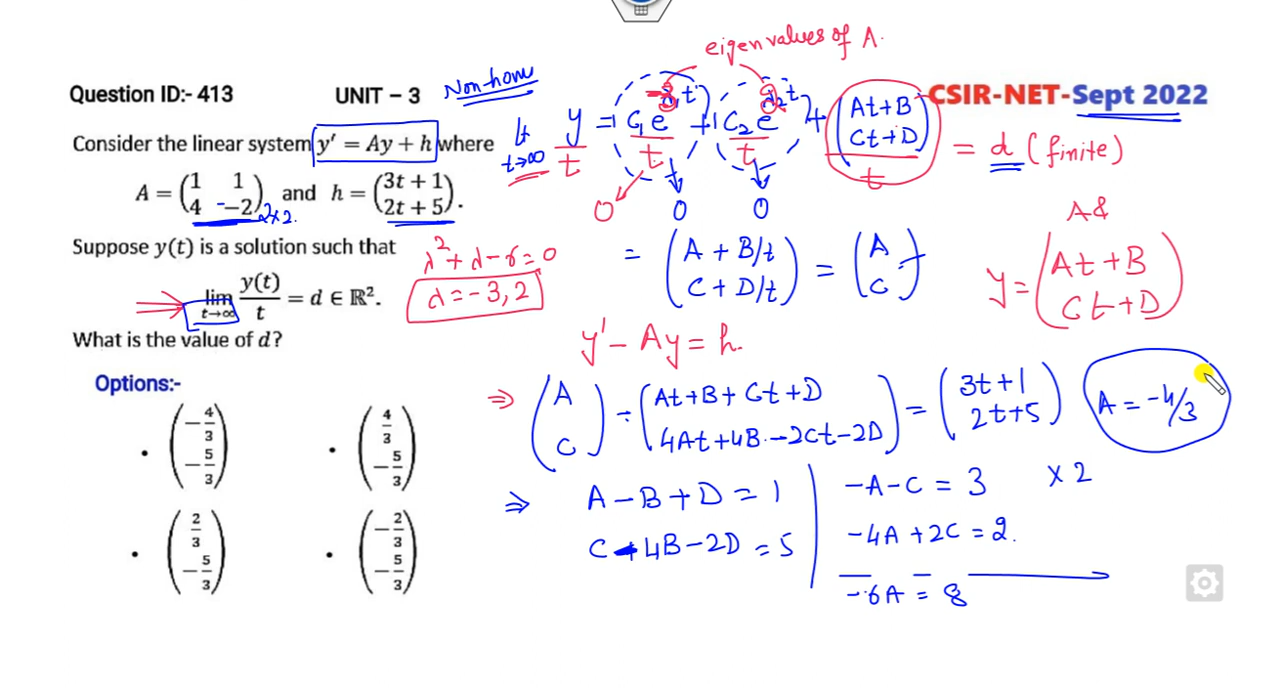 eigen values of A.
Question ID:- 413 UNIT – 3 Non homo
CSIR-NET-Sept 2022
Consider the linear system y′ = Ay + h where
A = (1 1
4 −2) and h = (3t + 1
2t + 5).
2×2.
Lt t→∞ y/t = C₁e^λ₁t/t + C₂e^λ₂t/t + (At+B
Ct+D)/t = d (finite)
0 0 0
Suppose y(t) is a solution such that
lim t→∞ y(t)/t = d ∈ ℝ².
What is the value of d?
λ² + λ − 6 = 0
λ = −3, 2
= (A + B/t
C + D/t) = (A
C)
A &
y = (At + B
Ct + D)
y′ − Ay = h.
⇒ (A
C) − (At + B + Ct + D
4At + 4B − 2Ct − 2D) = (3t + 1
2t + 5)
A = −4/3
⇒ A − B + D = 1
C − 4B − 2D = 5
−A − C = 3 × 2
−4A + 2C = 2.
−6A = 8
Options:-
• (−4/3
−5/3)
• (4/3
−5/3)
• (2/3
−5/3)
• (−2/3
−5/3)